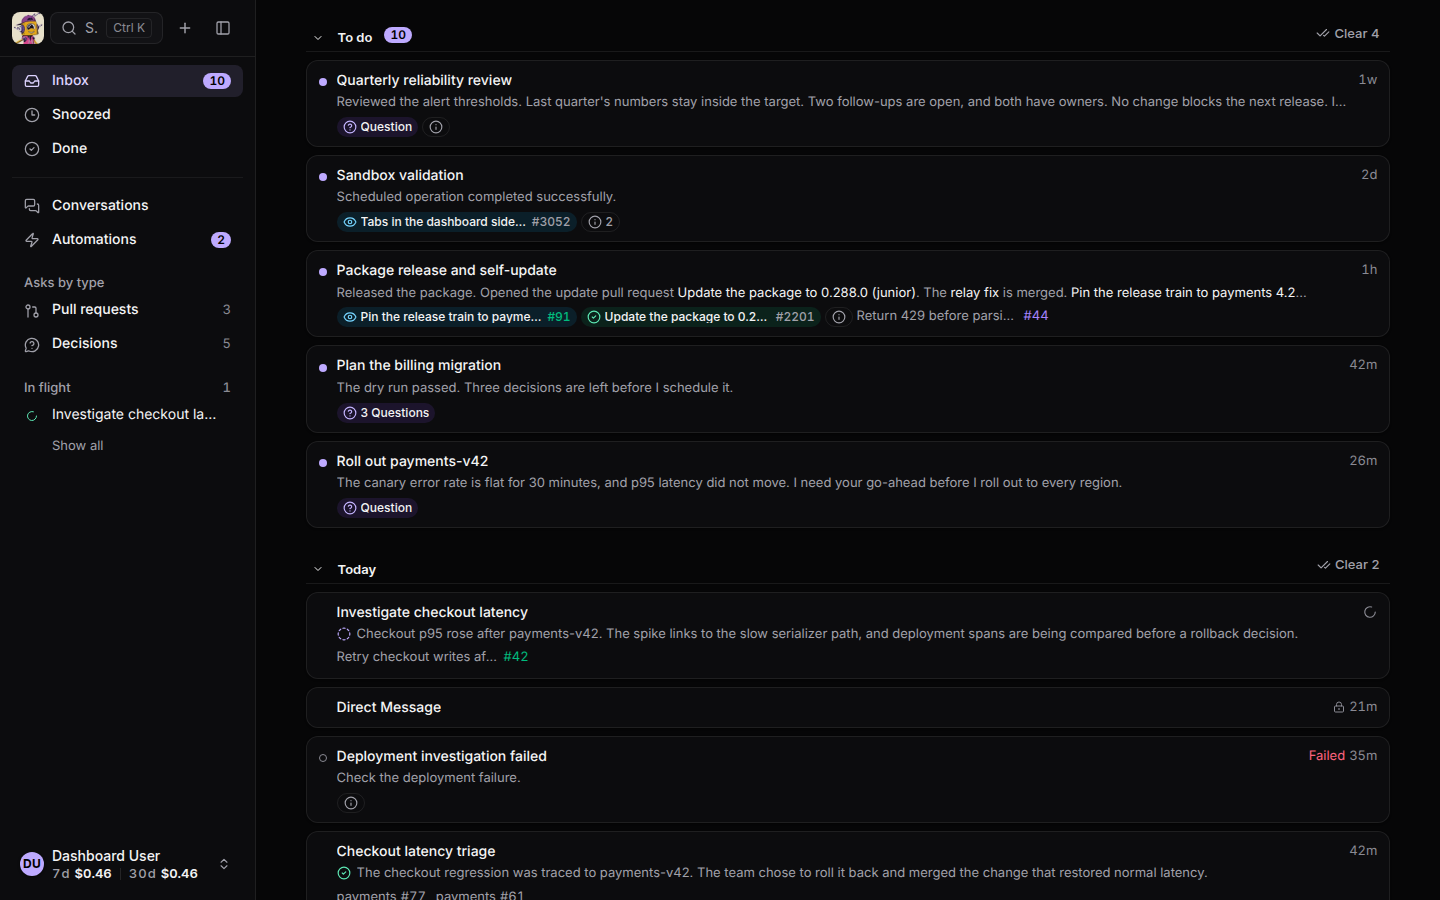 S. Ctrl K
Inbox 10
Snoozed
Done
Conversations
Automations 2
Asks by type
Pull requests 3
Decisions 5
In flight 1
Investigate checkout la...
Show all
DU Dashboard User
7d $0.46 30d $0.46
To do 10 Clear 4
Quarterly reliability review 1w
Reviewed the alert thresholds. Last quarter's numbers stay inside the target. Two follow-ups are open, and both have owners. No change blocks the next release. I...
Question
Sandbox validation 2d
Scheduled operation completed successfully.
Tabs in the dashboard side... #3052 2
Package release and self-update 1h
Released the package. Opened the update pull request Update the package to 0.288.0 (junior). The relay fix is merged. Pin the release train to payments 4.2...
Pin the release train to payme... #91 Update the package to 0.2... #2201 Return 429 before parsi... #44
Plan the billing migration 42m
The dry run passed. Three decisions are left before I schedule it.
3 Questions
Roll out payments-v42 26m
The canary error rate is flat for 30 minutes, and p95 latency did not move. I need your go-ahead before I roll out to every region.
Question
Today Clear 2
Investigate checkout latency
Checkout p95 rose after payments-v42. The spike links to the slow serializer path, and deployment spans are being compared before a rollback decision.
Retry checkout writes af... #42
Direct Message 21m
Deployment investigation failed Failed 35m
Check the deployment failure.
Checkout latency triage 42m
The checkout regression was traced to payments-v42. The team chose to roll it back and merged the change that restored normal latency.
payments #77 payments #61